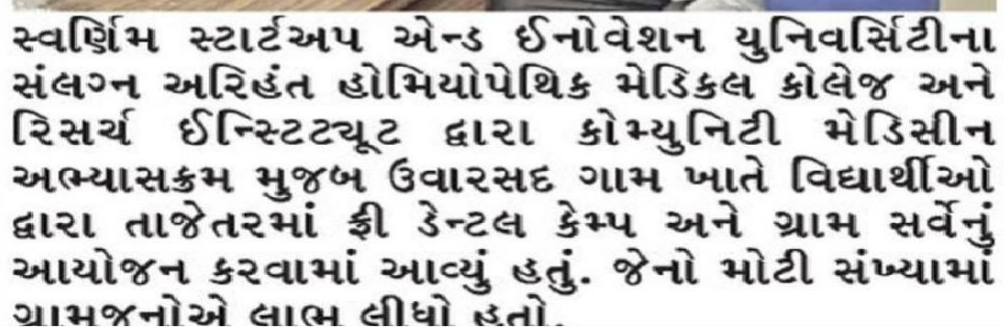 સ્વર્ણિમ સ્ટાર્ટઅપ એન્ડ ઈનોવેશન યુનિવર્સિટીના
સંલગ્ન અરિહંત હોમિયોપેથિક મેડિકલ કોલેજ અને
રિસર્ચ ઈન્સ્ટિટ્યૂટ દ્વારા કોમ્યુનિટી મેડિસીન
અભ્યાસક્રમ મુજબ ઉવારસદ ગામ ખાતે વિદ્યાર્થીઓ
દ્વારા તાજેતરમાં ફ્રી ડેન્ટલ કેમ્પ અને ગ્રામ સર્વેનું
આયોજન કરવામાં આવ્યું હતું. જેનો મોટી સંખ્યામાં
ગ્રામજનોએ લાભ લીધો હતો.